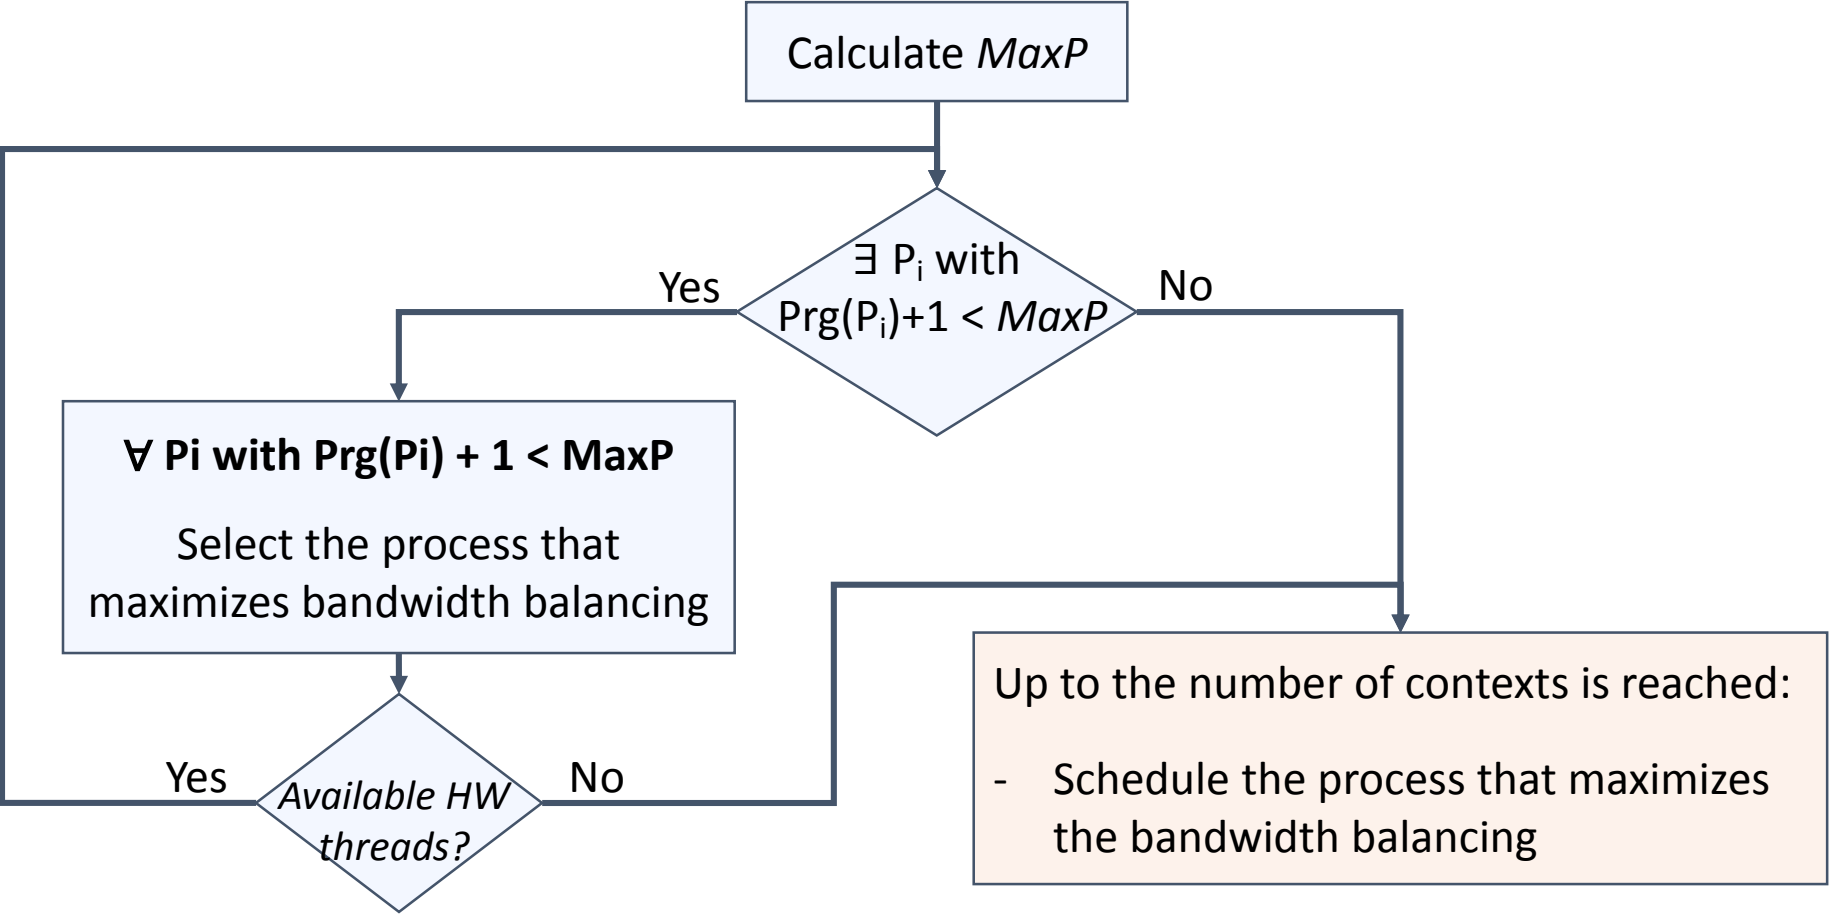 Calculate MaxP
∃ Pi with
Prg(Pi)+1 < MaxP
Yes
No
∀ Pi with Prg(Pi) + 1 < MaxP
Select the process that
maximizes bandwidth balancing
Available HW
threads?
Yes
No
Up to the number of contexts is reached:
- Schedule the process that maximizes
the bandwidth balancing